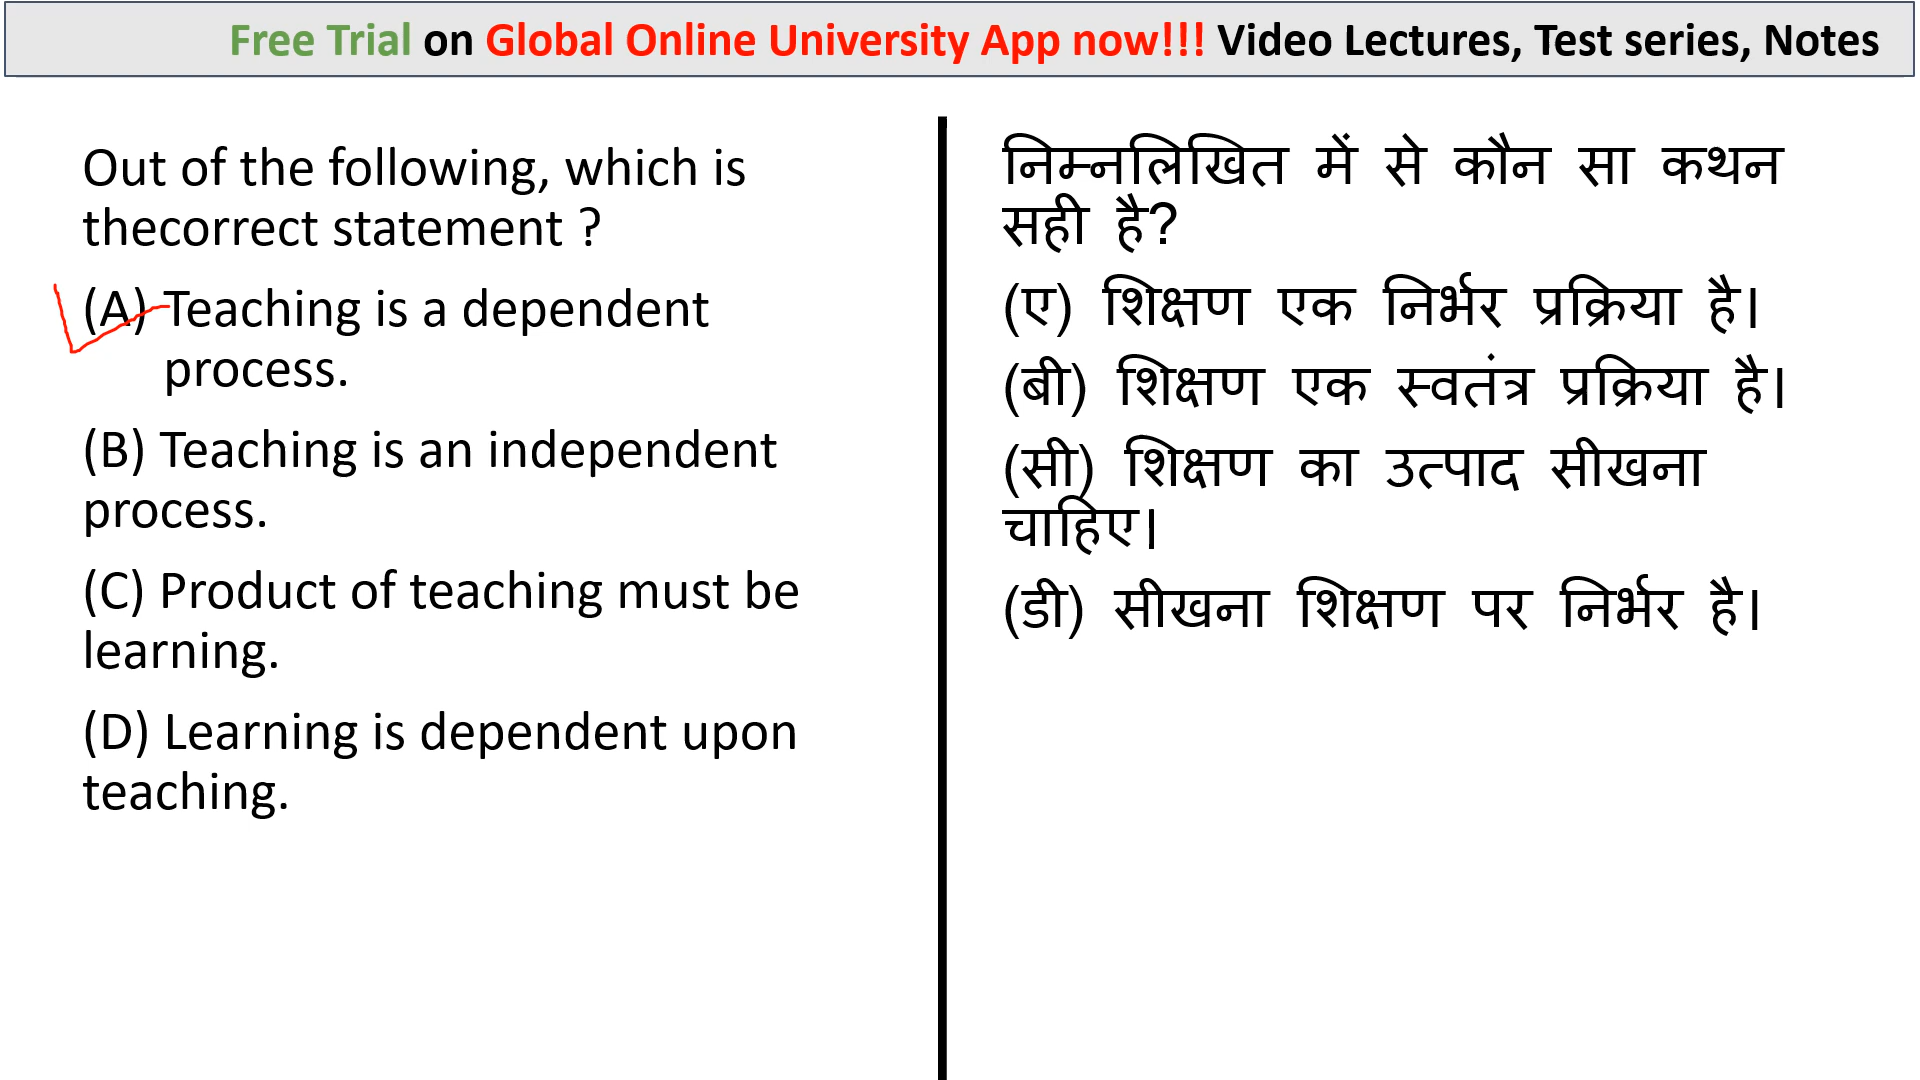 Free Trial on Global Online University App now!!! Video Lectures, Test series, Notes
Out of the following, which is
thecorrect statement ?
(A) Teaching is a dependent
process.
(B) Teaching is an independent
process.
(C) Product of teaching must be
learning.
(D) Learning is dependent upon
teaching.
निम्नलिखित में से कौन सा कथन
सही है?
(ए) शिक्षण एक निर्भर प्रक्रिया है।
(बी) शिक्षण एक स्वतंत्र प्रक्रिया है।
(सी) शिक्षण का उत्पाद सीखना
चाहिए।
(डी) सीखना शिक्षण पर निर्भर है।